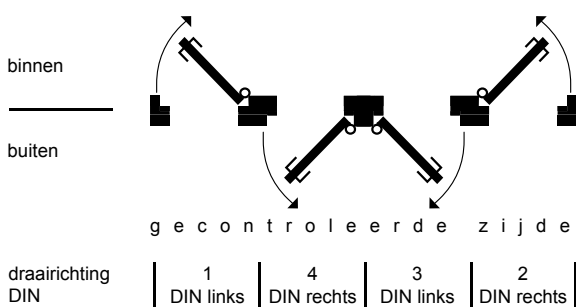 binnen
buiten
gecontroleerde zijde
draairichting 1 4 3 2
DIN DIN links DIN rechts DIN links DIN rechts